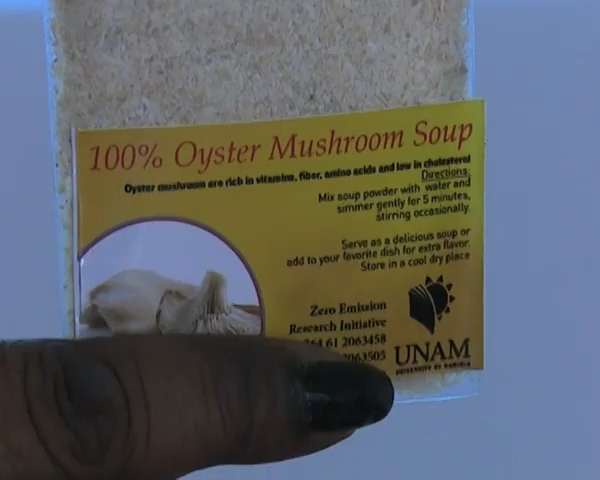 100% Oyster Mushroom Soup
Oyster mushroom are rich in vitamins, fiber, amino acids and low in cholesterol
Directions:
Mix soup powder with water and
simmer gently for 5 minutes,
stirring occasionally.
Serve as a delicious soup or
add to your favorite dish for extra flavor.
Store in a cool dry place
Zero Emission
Research Initiative
264 61 2063458
2063505
UNAM
UNIVERSITY OF NAMIBIA